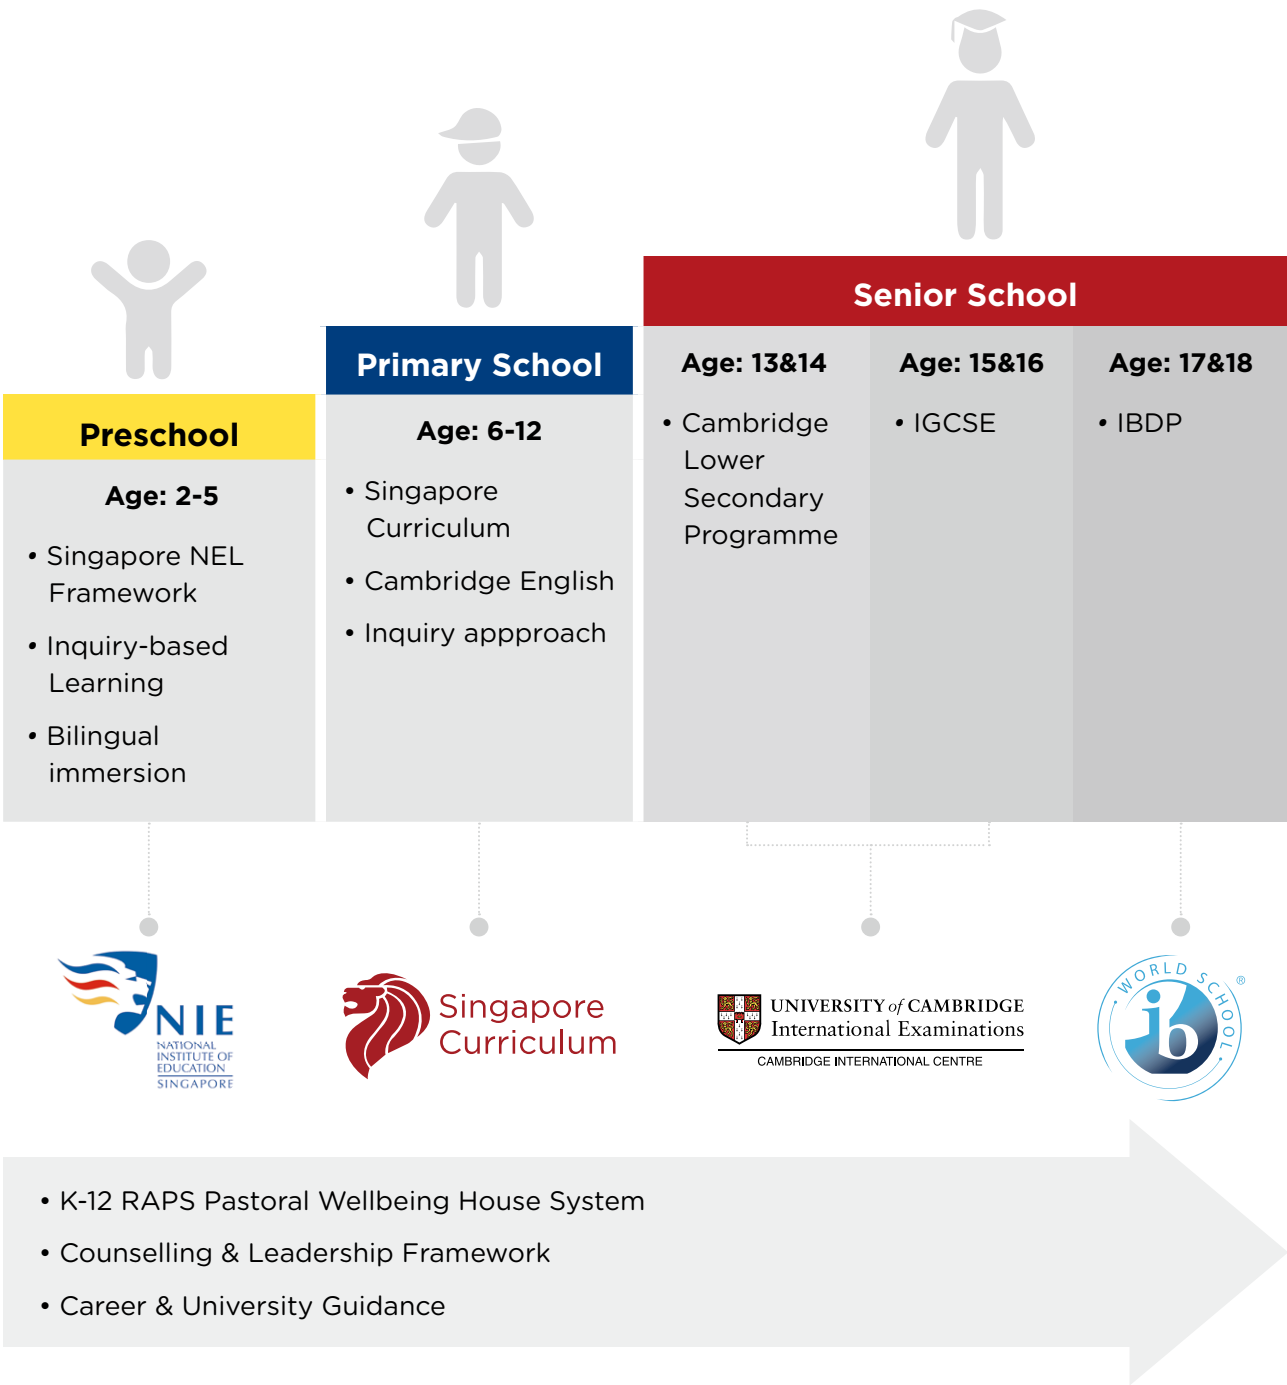 Preschool
Age: 2-5
• Singapore NEL
Framework
• Inquiry-based
Learning
• Bilingual
immersion
Primary School
Age: 6-12
• Singapore
Curriculum
• Cambridge English
• Inquiry appproach
Senior School
Age: 13&14
• Cambridge
Lower
Secondary
Programme
Age: 15&16
• IGCSE
Age: 17&18
• IBDP
NIE
NATIONAL
INSTITUTE OF
EDUCATION
SINGAPORE
Singapore
Curriculum
UNIVERSITY of CAMBRIDGE
International Examinations
CAMBRIDGE INTERNATIONAL CENTRE
• WORLD SCHOOL • ®
ib
• K-12 RAPS Pastoral Wellbeing House System
• Counselling & Leadership Framework
• Career & University Guidance